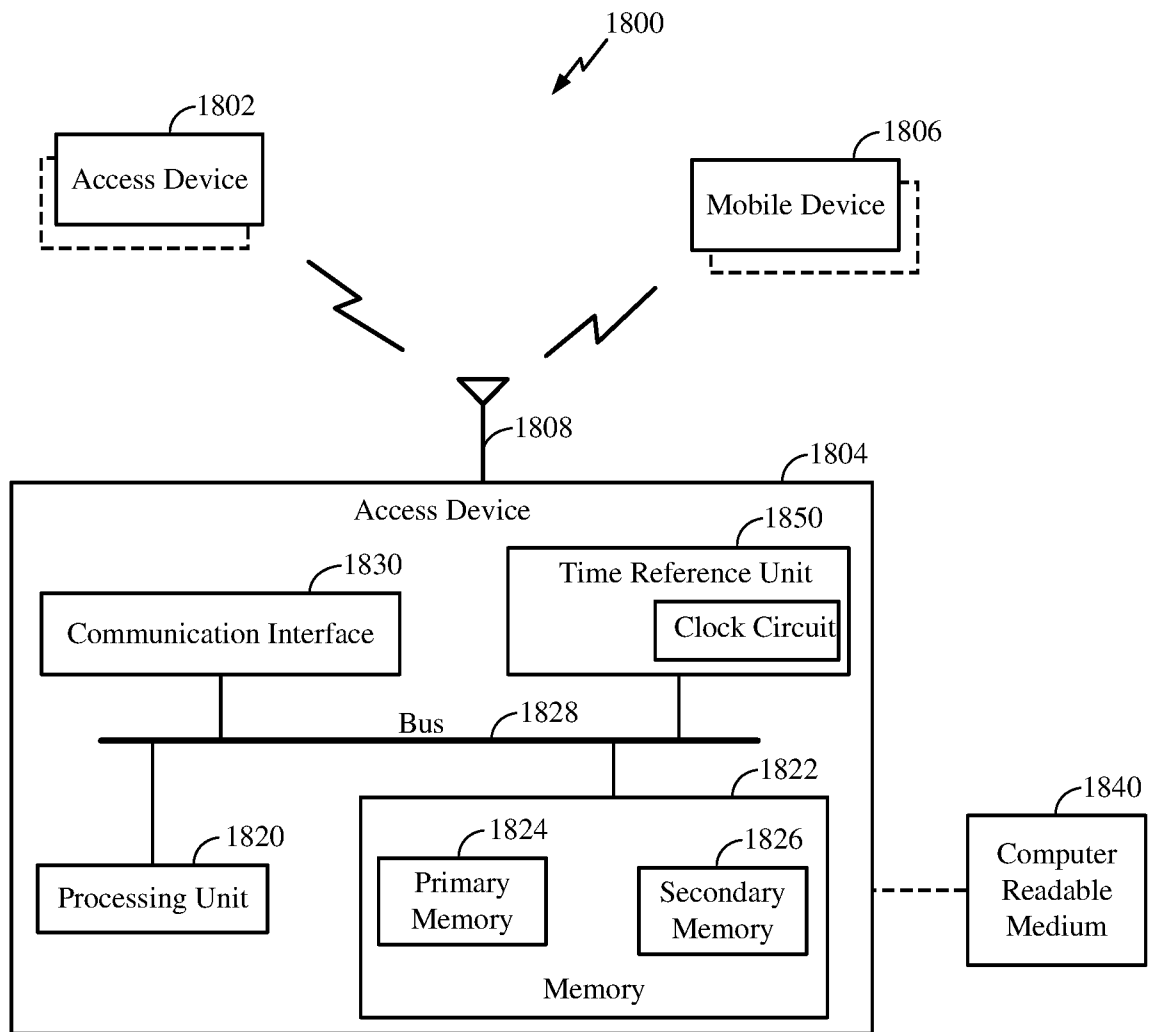 1800
1802
Access Device
1806
Mobile Device
1808
1804
Access Device
1850
Time Reference Unit
Clock Circuit
1830
Communication Interface
Bus
1828
1822
1820
Processing Unit
1824
Primary
Memory
1826
Secondary
Memory
Memory
1840
Computer
Readable
Medium